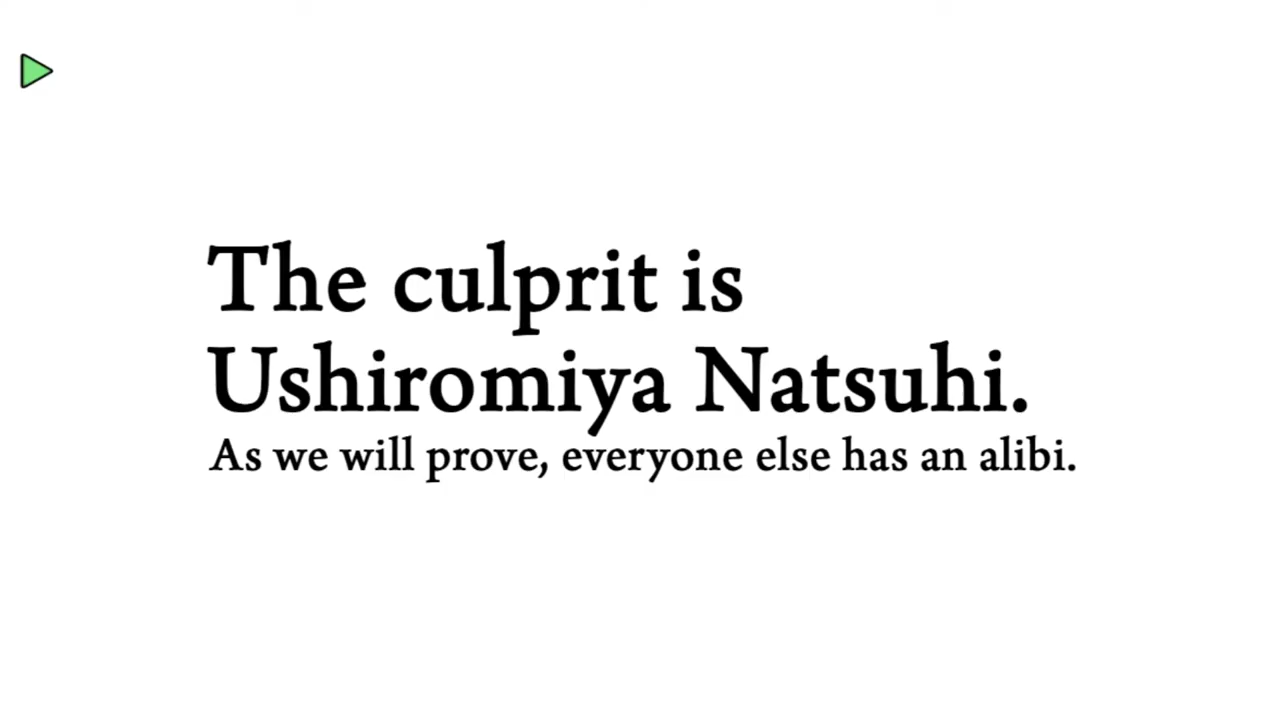 The culprit is
Ushiromiya Natsuhi.
As we will prove, everyone else has an alibi.